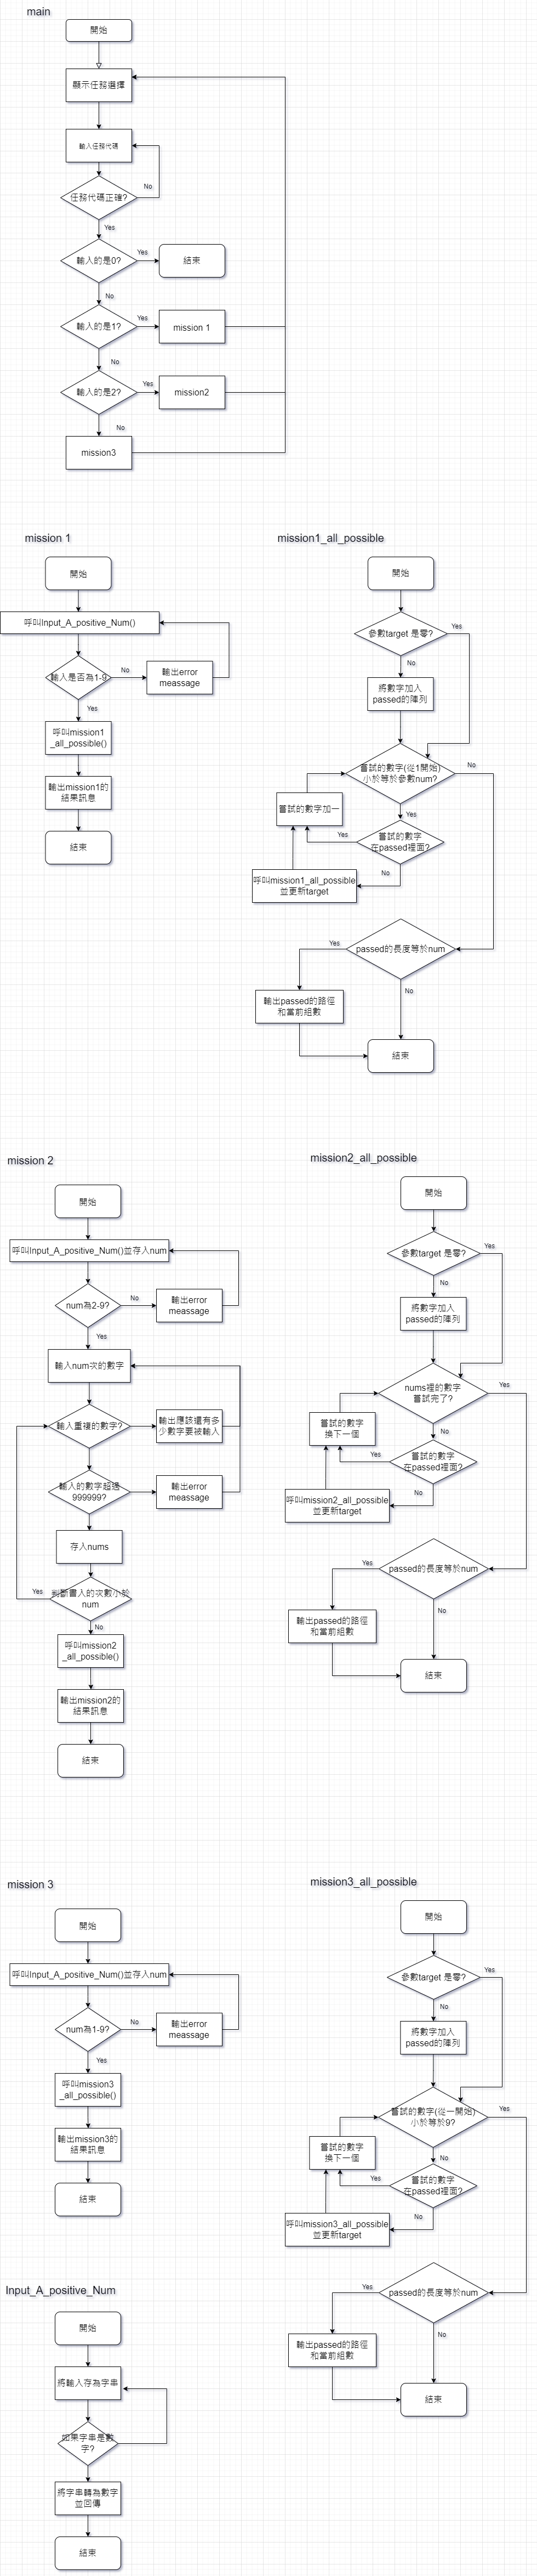 main
開始
顯示任務選擇
輸入任務代碼
任務代碼正確?
No
Yes
輸入的是0?
Yes
結束
No
輸入的是1?
Yes
mission 1
No
輸入的是2?
Yes
mission2
No
mission3
mission 1
開始
呼叫Input_A_positive_Num()
輸入是否為1-9
No
輸出error
meassage
Yes
呼叫mission1
_all_possible()
輸出mission1的
結果訊息
結束
mission1_all_possible
開始
參數target 是零?
Yes
No
將數字加入
passed的陣列
嘗試的數字(從1開始)
小於等於參數num?
No
Yes
嘗試的數字加一
嘗試的數字
在passed裡面?
Yes
No
呼叫mission1_all_possible
並更新target
passed的長度等於num
Yes
No
輸出passed的路徑
和當前組數
結束
mission 2
開始
呼叫Input_A_positive_Num()並存入num
num為2-9?
No
輸出error
meassage
Yes
輸入num次的數字
輸入重複的數字?
輸出應該還有多
少數字要被輸入
輸入的數字超過
999999?
輸出error
meassage
存入nums
判斷書入的次數小於
num
Yes
No
呼叫mission2
_all_possible()
輸出mission2的
結果訊息
結束
mission2_all_possible
開始
參數target 是零?
Yes
No
將數字加入
passed的陣列
nums裡的數字
嘗試完了?
Yes
No
嘗試的數字
換下一個
嘗試的數字
在passed裡面?
Yes
No
呼叫mission2_all_possible
並更新target
passed的長度等於num
Yes
No
輸出passed的路徑
和當前組數
結束
mission 3
開始
呼叫Input_A_positive_Num()並存入num
num為1-9?
No
輸出error
meassage
Yes
呼叫mission3
_all_possible()
輸出mission3的
結果訊息
結束
mission3_all_possible
開始
參數target 是零?
Yes
No
將數字加入
passed的陣列
嘗試的數字(從一開始)
小於等於9?
Yes
No
嘗試的數字
換下一個
嘗試的數字
在passed裡面?
Yes
No
呼叫mission3_all_possible
並更新target
passed的長度等於num
Yes
No
輸出passed的路徑
和當前組數
結束
Input_A_positive_Num
開始
將輸入存為字串
如果字串是數
字?
將字串轉為數字
並回傳
結束